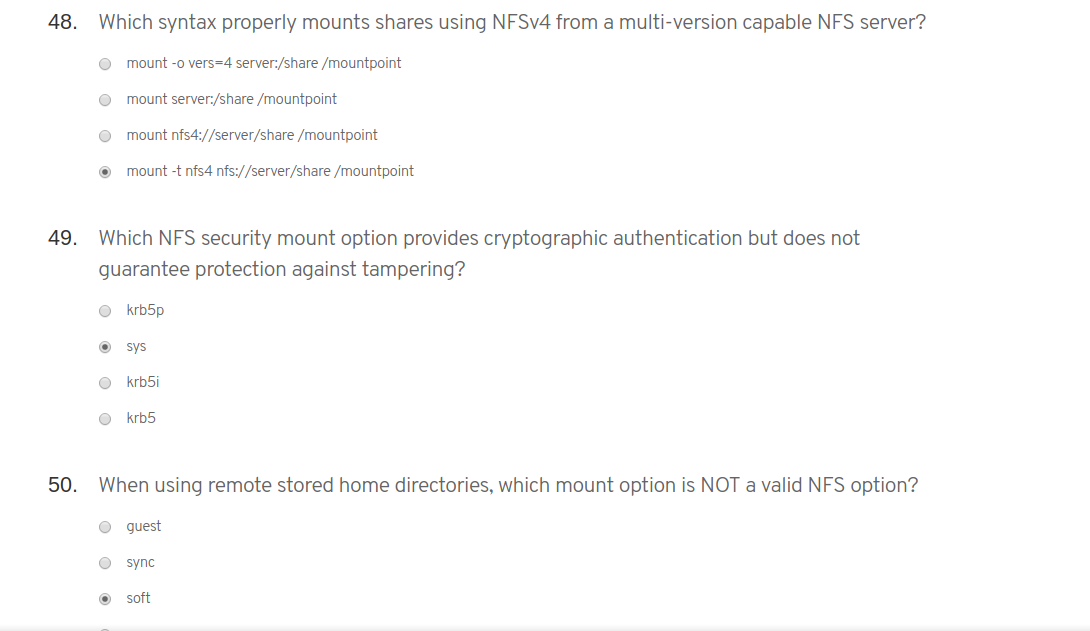 48. Which syntax properly mounts shares using NFSv4 from a multi-version capable NFS server?
mount -o vers=4 server:/share /mountpoint
mount server:/share /mountpoint
mount nfs4://server/share /mountpoint
mount -t nfs4 nfs://server/share /mountpoint
49. Which NFS security mount option provides cryptographic authentication but does not
guarantee protection against tampering?
krb5p
sys
krb5i
krb5
50. When using remote stored home directories, which mount option is NOT a valid NFS option?
guest
sync
soft